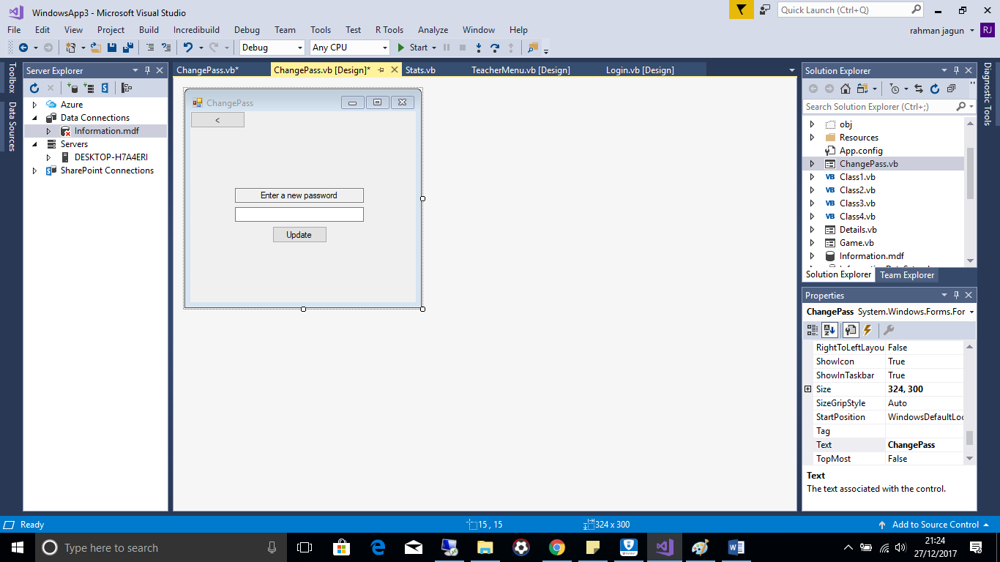 WindowsApp3 - Microsoft Visual Studio
Quick Launch (Ctrl+Q)
File Edit View Project Build Incredibuild Debug Team Tools Test R Tools Analyze Window Help
rahman jagun RJ
Debug Any CPU Start
Toolbox
Data Sources
Server Explorer
Azure
Data Connections
Information.mdf
Servers
DESKTOP-H7A4ERI
SharePoint Connections
ChangePass.vb* ChangePass.vb [Design]* Stats.vb TeacherMenu.vb [Design] Login.vb [Design]
ChangePass
<
Enter a new password
Update
Solution Explorer
Search Solution Explorer (Ctrl+;)
obj
Resources
App.config
ChangePass.vb
Class1.vb
Class2.vb
Class3.vb
Class4.vb
Details.vb
Game.vb
Information.mdf
Solution Explorer Team Explorer
Diagnostic Tools
Properties
ChangePass System.Windows.Forms.For
RightToLeftLayou False
ShowIcon True
ShowInTaskbar True
Size 324, 300
SizeGripStyle Auto
StartPosition WindowsDefaultLoc
Tag
Text ChangePass
TopMost False
Text
The text associated with the control.
Ready 15 , 15 324 x 300 Add to Source Control
Type here to search
21:24
27/12/2017